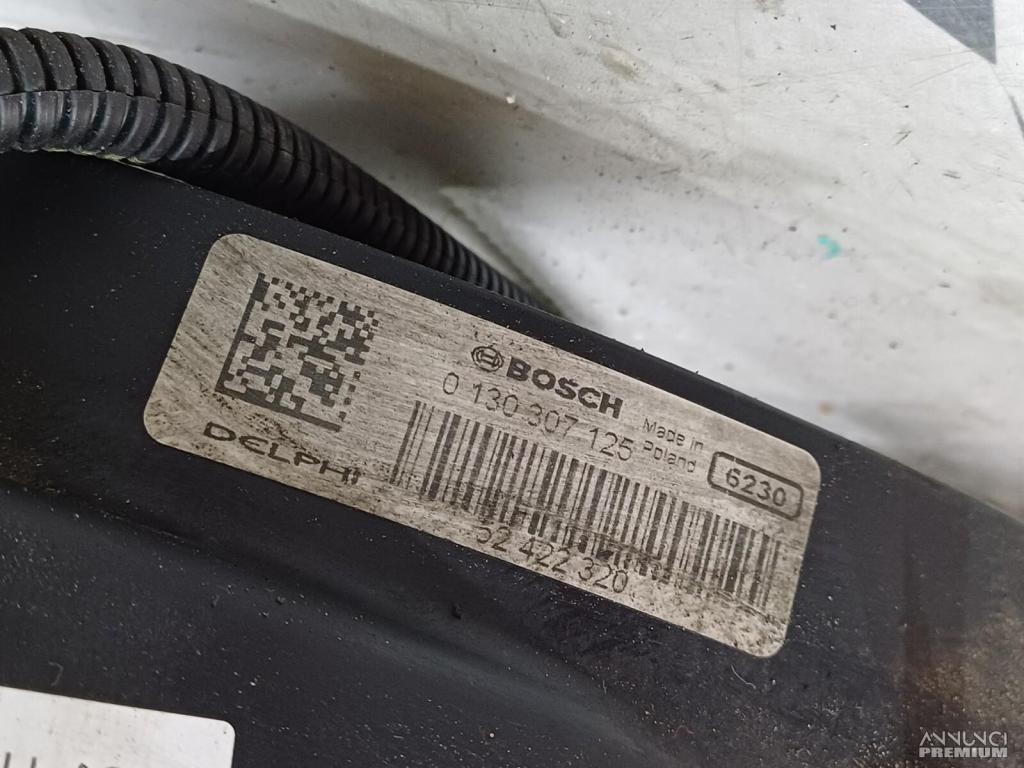 BOSCH
0 130 307 125
Made in
Poland
6230
DELPHI
52 422 320
ANNUNCI
PREMIUM